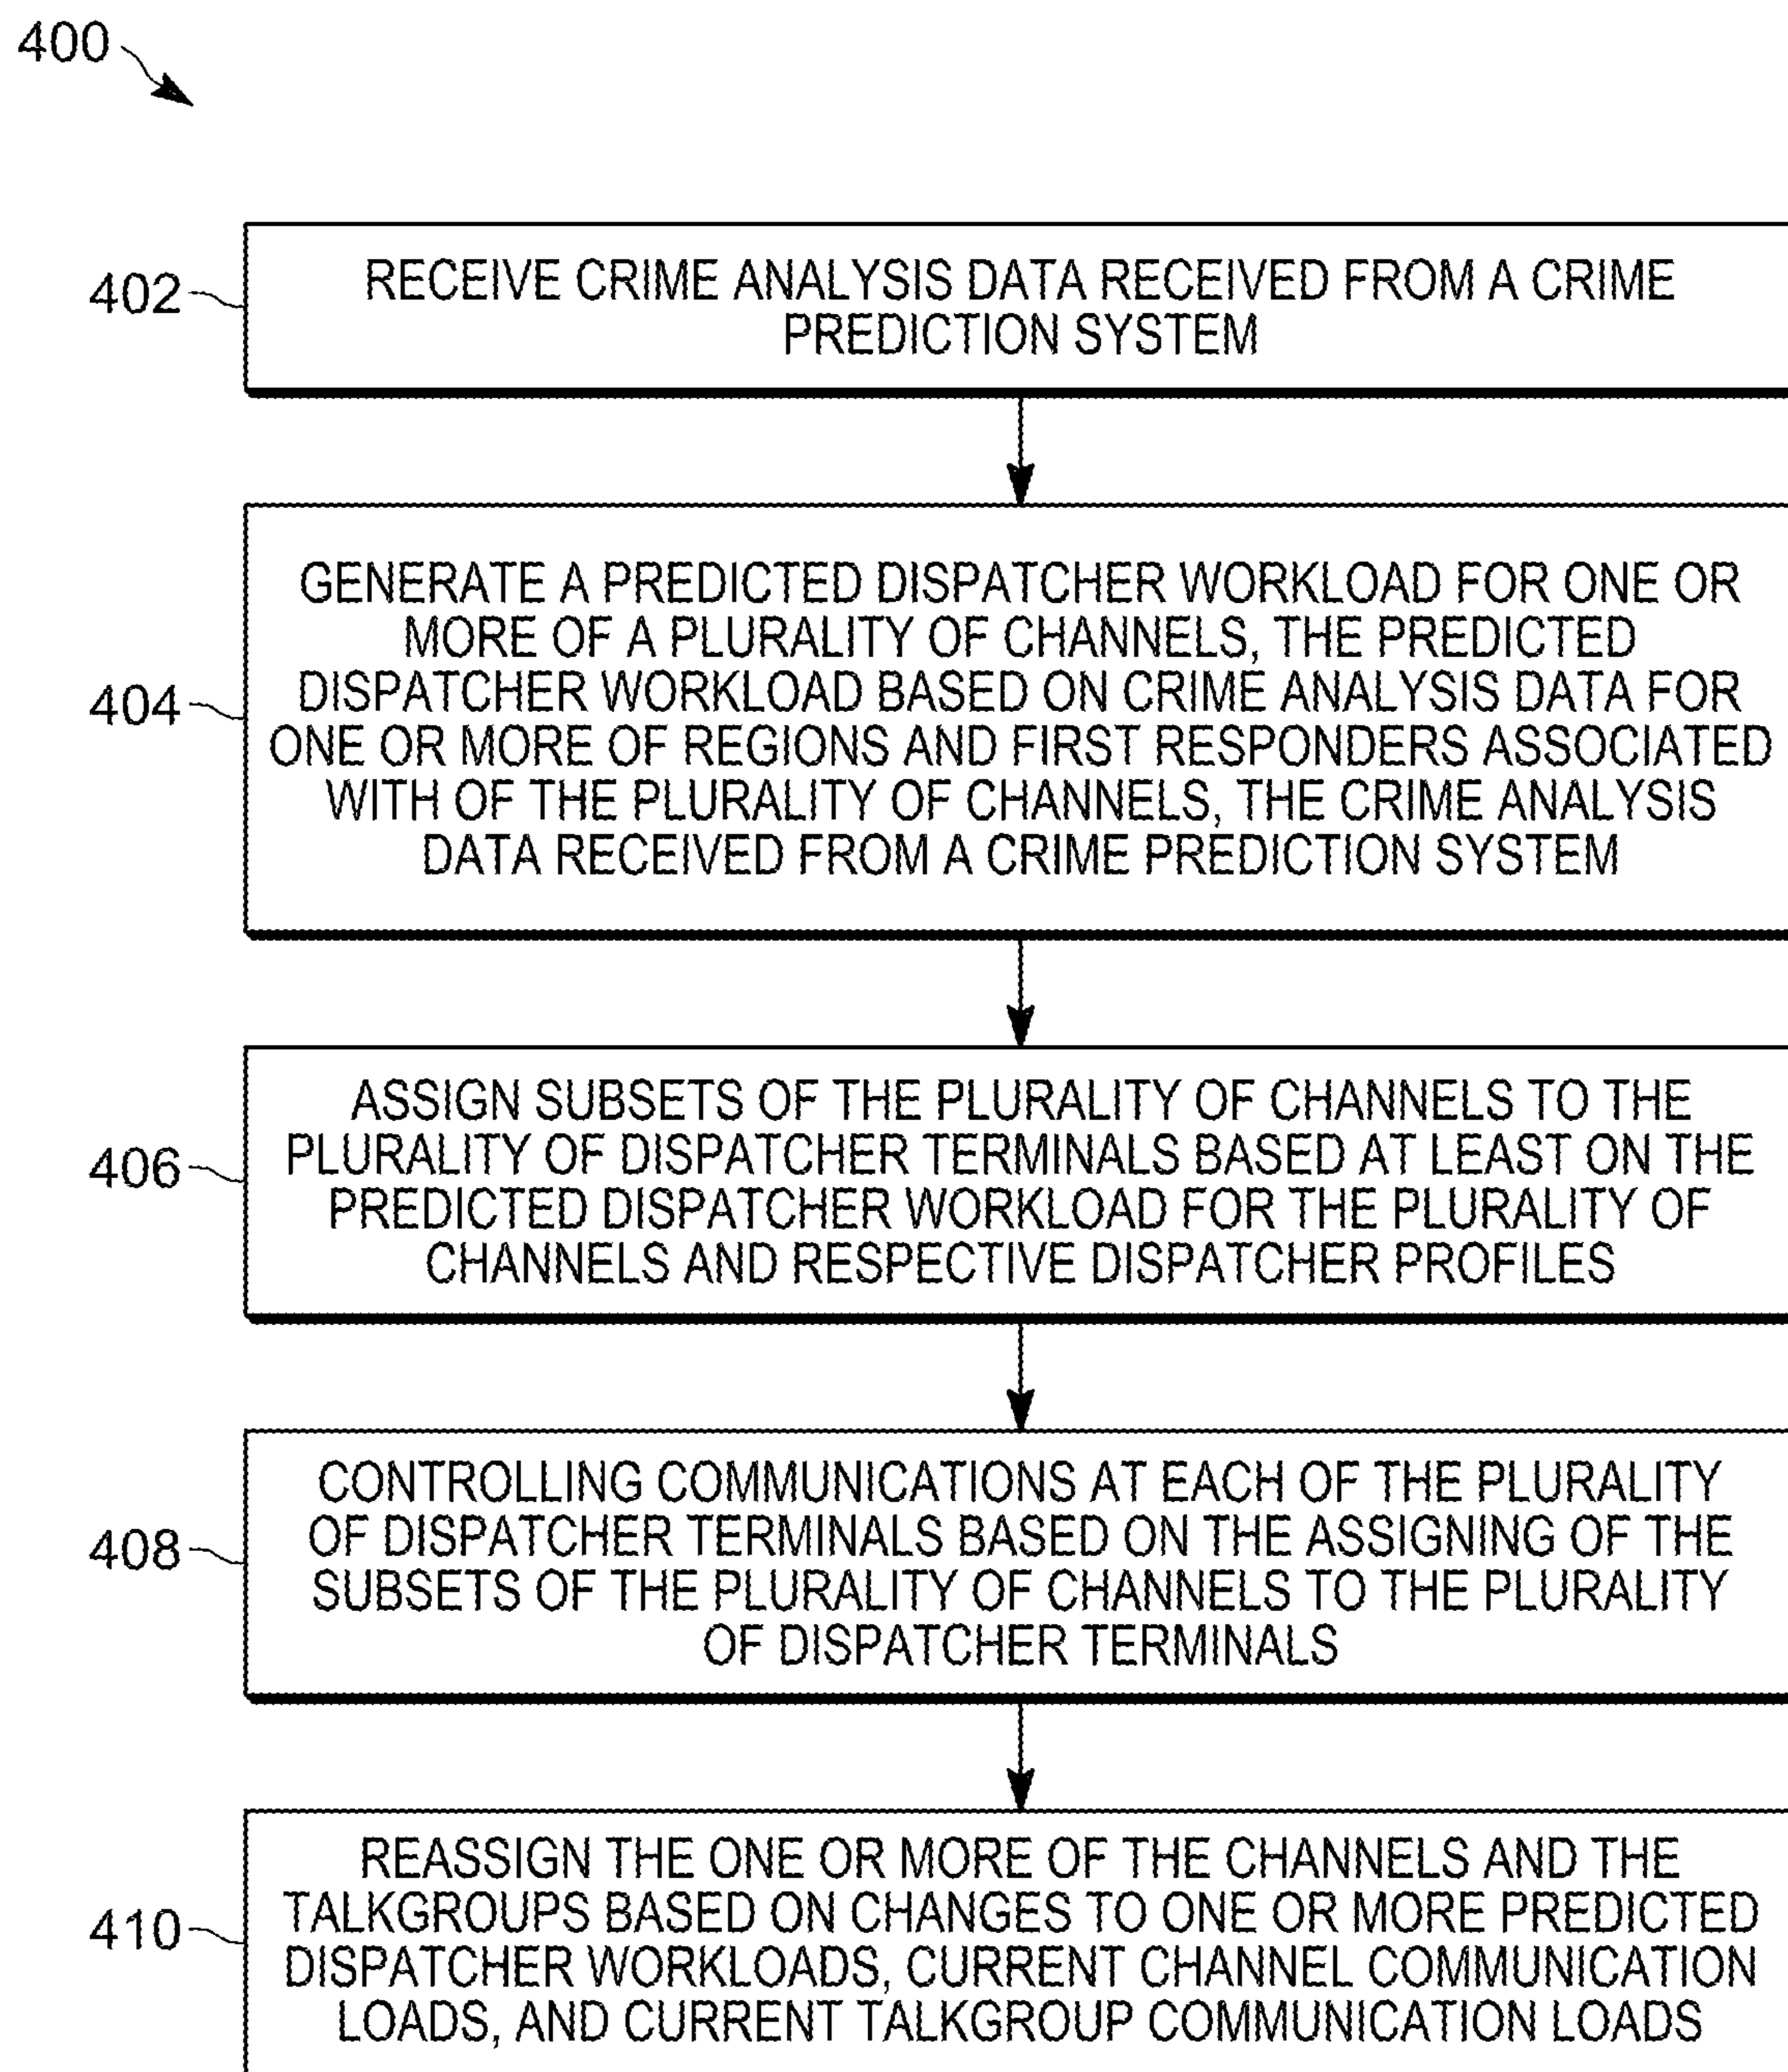 400
402
RECEIVE CRIME ANALYSIS DATA RECEIVED FROM A CRIME
PREDICTION SYSTEM
404
GENERATE A PREDICTED DISPATCHER WORKLOAD FOR ONE OR
MORE OF A PLURALITY OF CHANNELS, THE PREDICTED
DISPATCHER WORKLOAD BASED ON CRIME ANALYSIS DATA FOR
ONE OR MORE OF REGIONS AND FIRST RESPONDERS ASSOCIATED
WITH OF THE PLURALITY OF CHANNELS, THE CRIME ANALYSIS
DATA RECEIVED FROM A CRIME PREDICTION SYSTEM
406
ASSIGN SUBSETS OF THE PLURALITY OF CHANNELS TO THE
PLURALITY OF DISPATCHER TERMINALS BASED AT LEAST ON THE
PREDICTED DISPATCHER WORKLOAD FOR THE PLURALITY OF
CHANNELS AND RESPECTIVE DISPATCHER PROFILES
408
CONTROLLING COMMUNICATIONS AT EACH OF THE PLURALITY
OF DISPATCHER TERMINALS BASED ON THE ASSIGNING OF THE
SUBSETS OF THE PLURALITY OF CHANNELS TO THE PLURALITY
OF DISPATCHER TERMINALS
410
REASSIGN THE ONE OR MORE OF THE CHANNELS AND THE
TALKGROUPS BASED ON CHANGES TO ONE OR MORE PREDICTED
DISPATCHER WORKLOADS, CURRENT CHANNEL COMMUNICATION
LOADS, AND CURRENT TALKGROUP COMMUNICATION LOADS